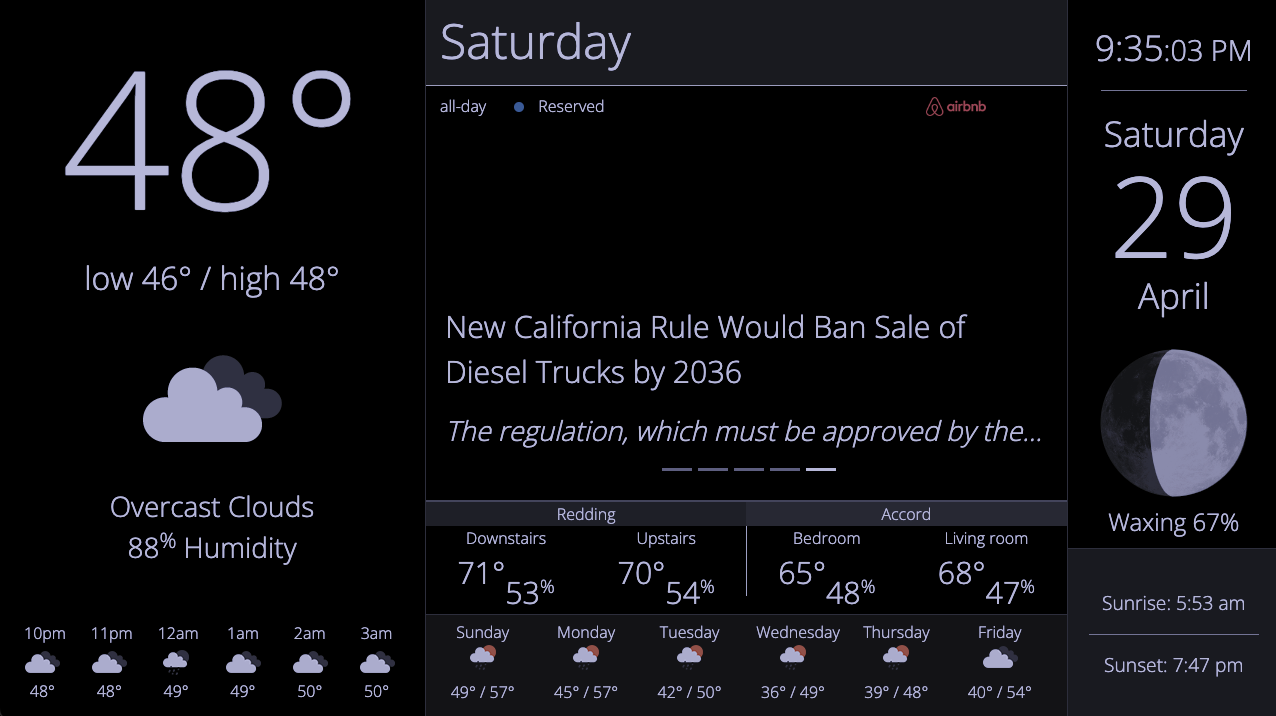 48°
low 46° / high 48°
Overcast Clouds
88% Humidity
10pm 11pm 12am 1am 2am 3am
48° 48° 49° 49° 50° 50°
Saturday
all-day Reserved airbnb
New California Rule Would Ban Sale of
Diesel Trucks by 2036
The regulation, which must be approved by the...
Redding Accord
Downstairs Upstairs Bedroom Living room
71° 53% 70° 54% 65° 48% 68° 47%
Sunday Monday Tuesday Wednesday Thursday Friday
49° / 57° 45° / 57° 42° / 50° 36° / 49° 39° / 48° 40° / 54°
9:35:03 PM
Saturday
29
April
Waxing 67%
Sunrise: 5:53 am
Sunset: 7:47 pm